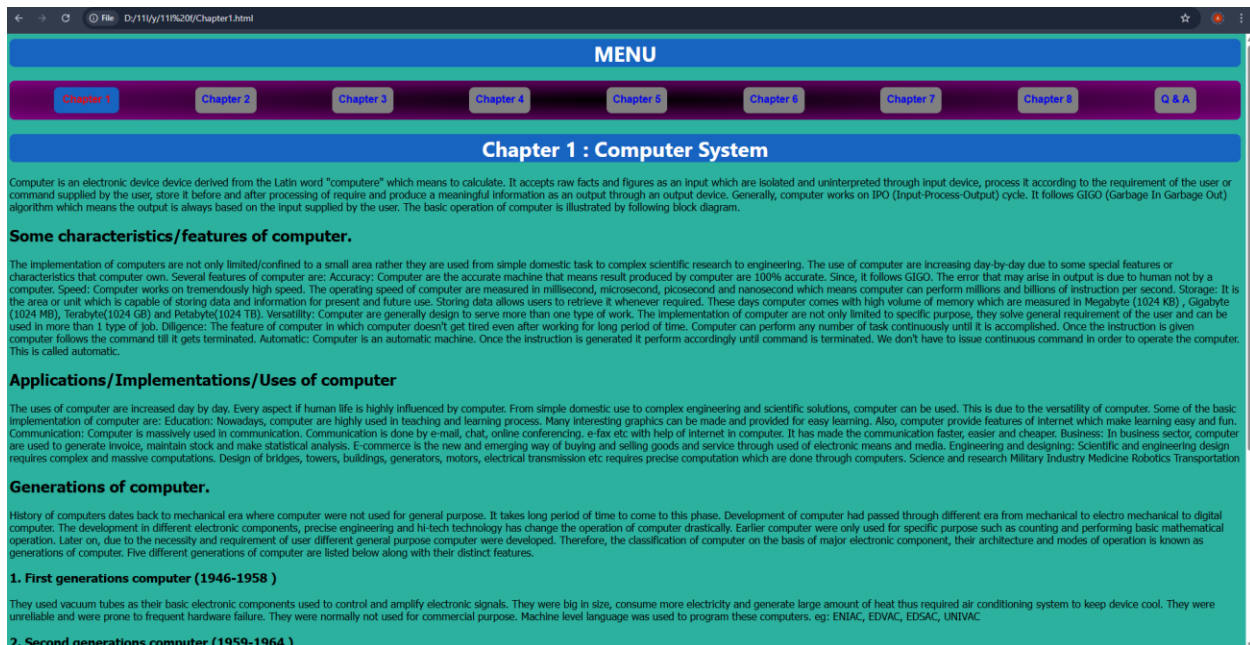 File D:/11I/y/11I%20f/Chapter1.html
MENU
Chapter 1 Chapter 2 Chapter 3 Chapter 4 Chapter 5 Chapter 6 Chapter 7 Chapter 8 Q & A
Chapter 1 : Computer System
Computer is an electronic device device derived from the Latin word "computere" which means to calculate. It accepts raw facts and figures as an input which are isolated and uninterpreted through input device, process it according to the requirement of the user or
command supplied by the user, store it before and after processing of require and produce a meaningful information as an output through an output device. Generally, computer works on IPO (Input-Process-Output) cycle. It follows GIGO (Garbage In Garbage Out)
algorithm which means the output is always based on the input supplied by the user. The basic operation of computer is illustrated by following block diagram.
Some characteristics/features of computer.
The implementation of computers are not only limited/confined to a small area rather they are used from simple domestic task to complex scientific research to engineering. The use of computer are increasing day-by-day due to some special features or
characteristics that computer own. Several features of computer are: Accuracy: Computer are the accurate machine that means result produced by computer are 100% accurate. Since, it follows GIGO. The error that may arise in output is due to human not by a
computer. Speed: Computer works on tremendously high speed. The operating speed of computer are measured in millisecond, microsecond, picosecond and nanosecond which means computer can perform millions and billions of instruction per second. Storage: It is
the area or unit which is capable of storing data and information for present and future use. Storing data allows users to retrieve it whenever required. These days computer comes with high volume of memory which are measured in Megabyte (1024 KB) , Gigabyte
(1024 MB), Terabyte(1024 GB) and Petabyte(1024 TB). Versatility: Computer are generally design to serve more than one type of work. The implementation of computer are not only limited to specific purpose, they solve general requirement of the user and can be
used in more than 1 type of job. Diligence: The feature of computer in which computer doesn't get tired even after working for long period of time. Computer can perform any number of task continuously until it is accomplished. Once the instruction is given
computer follows the command till it gets terminated. Automatic: Computer is an automatic machine. Once the instruction is generated it perform accordingly until command is terminated. We don't have to issue continuous command in order to operate the computer.
This is called automatic.
Applications/Implementations/Uses of computer
The uses of computer are increased day by day. Every aspect if human life is highly influenced by computer. From simple domestic use to complex engineering and scientific solutions, computer can be used. This is due to the versatility of computer. Some of the basic
implementation of computer are: Education: Nowadays, computer are highly used in teaching and learning process. Many interesting graphics can be made and provided for easy learning. Also, computer provide features of internet which make learning easy and fun.
Communication: Computer is massively used in communication. Communication is done by e-mail, chat, online conferencing. e-fax etc with help of internet in computer. It has made the communication faster, easier and cheaper. Business: In business sector, computer
are used to generate invoice, maintain stock and make statistical analysis. E-commerce is the new and emerging way of buying and selling goods and service through used of electronic means and media. Engineering and designing: Scientific and engineering design
requires complex and massive computations. Design of bridges, towers, buildings, generators, motors, electrical transmission etc requires precise computation which are done through computers. Science and research Military Industry Medicine Robotics Transportation
Generations of computer.
History of computers dates back to mechanical era where computer were not used for general purpose. It takes long period of time to come to this phase. Development of computer had passed through different era from mechanical to electro mechanical to digital
computer. The development in different electronic components, precise engineering and hi-tech technology has change the operation of computer drastically. Earlier computer were only used for specific purpose such as counting and performing basic mathematical
operation. Later on, due to the necessity and requirement of user different general purpose computer were developed. Therefore, the classification of computer on the basis of major electronic component, their architecture and modes of operation is known as
generations of computer. Five different generations of computer are listed below along with their distinct features.
1. First generations computer (1946-1958 )
They used vacuum tubes as their basic electronic components used to control and amplify electronic signals. They were big in size, consume more electricity and generate large amount of heat thus required air conditioning system to keep device cool. They were
unreliable and were prone to frequent hardware failure. They were normally not used for commercial purpose. Machine level language was used to program these computers. eg: ENIAC, EDVAC, EDSAC, UNIVAC
2. Second generations computer (1959-1964 )